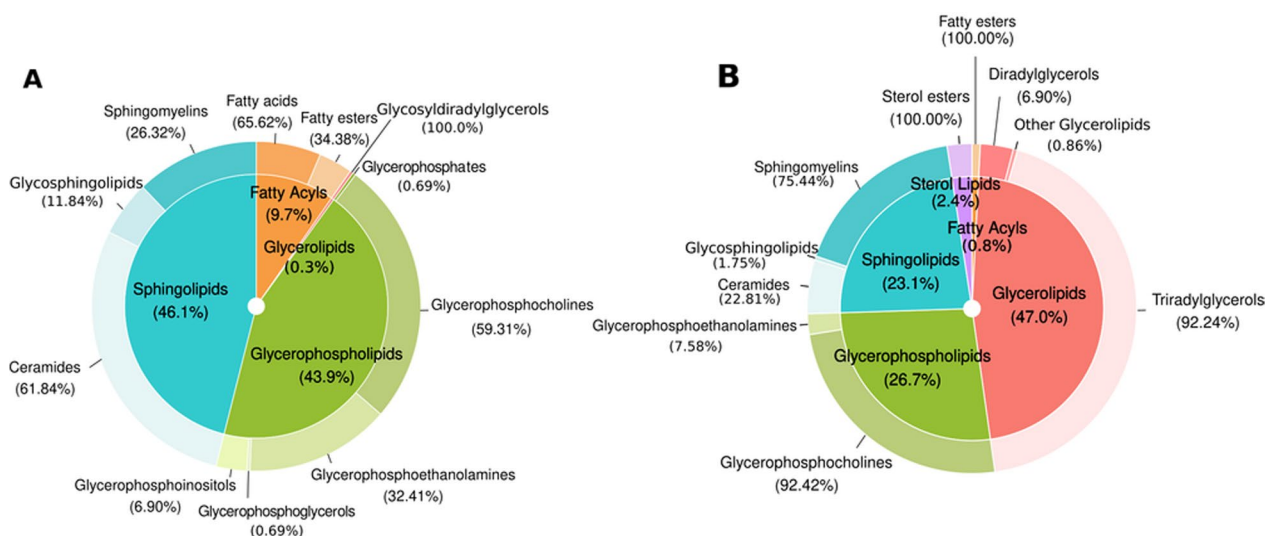 A
Sphingomyelins
(26.32%)
Fatty acids
(65.62%)
Fatty esters
(34.38%)
Glycosyldiradylglycerols
(100.0%)
Glycerophosphates
(0.69%)
Glycosphingolipids
(11.84%)
Fatty Acyls
(9.7%)
Glycerolipids
(0.3%)
Sphingolipids
(46.1%)
Glycerophosphocholines
(59.31%)
Glycerophospholipids
(43.9%)
Ceramides
(61.84%)
Glycerophosphoethanolamines
(32.41%)
Glycerophosphoinositols
(6.90%)
Glycerophosphoglycerols
(0.69%)
B
Fatty esters
(100.00%)
Diradylglycerols
(6.90%)
Sterol esters
(100.00%)
Other Glycerolipids
(0.86%)
Sphingomyelins
(75.44%)
Sterol Lipids
(2.4%)
Fatty Acyls
(0.8%)
Glycosphingolipids
(1.75%)
Sphingolipids
(23.1%)
Ceramides
(22.81%)
Glycerolipids
(47.0%)
Triradylglycerols
(92.24%)
Glycerophosphoethanolamines
(7.58%)
Glycerophospholipids
(26.7%)
Glycerophosphocholines
(92.42%)